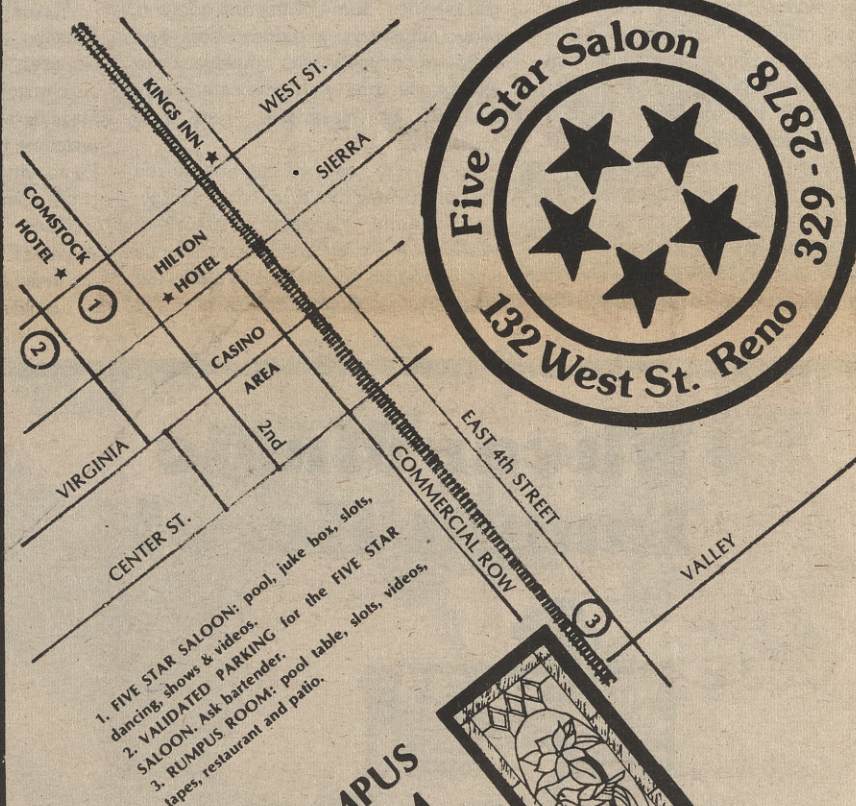 Five Star Saloon
329-2878
132 West St. Reno
KINGS INN ★
WEST ST.
SIERRA
COMSTOCK
HOTEL ★
HILTON
★ HOTEL
1
2
CASINO
AREA
2nd
VIRGINIA
CENTER ST.
EAST 4th STREET
COMMERCIAL ROW
VALLEY
3
1. FIVE STAR SALOON: pool, juke box, slots,
dancing, shows & videos.
2. VALIDATED PARKING for the FIVE STAR
SALOON. Ask bartender.
3. RUMPUS ROOM: pool table, slots, videos,
tapes, restaurant and patio.
MPUS